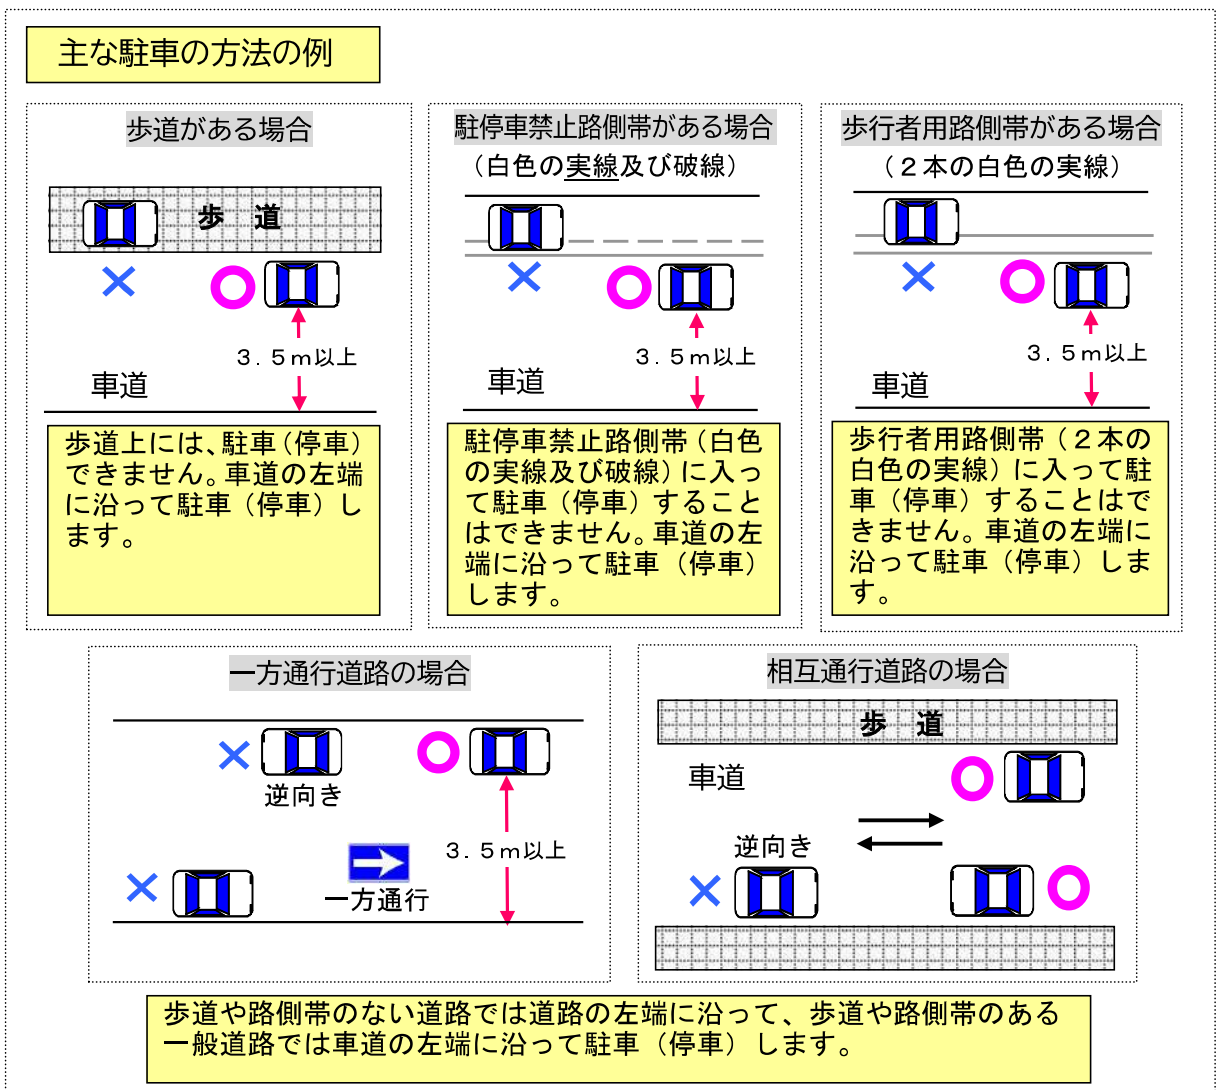 主な駐車の方法の例
歩道がある場合
歩　道
3．5m以上
車道
歩道上には、駐車（停車）
できません。車道の左端
に沿って駐車（停車）し
ます。
駐停車禁止路側帯がある場合
（白色の実線及び破線）
3．5m以上
車道
駐停車禁止路側帯（白色
の実線及び破線）に入っ
て駐車（停車）すること
はできません。車道の左
端に沿って駐車（停車）
します。
歩行者用路側帯がある場合
（２本の白色の実線）
3．5m以上
車道
歩行者用路側帯（２本の
白色の実線）に入って駐
車（停車）することはで
きません。車道の左端に
沿って駐車（停車）しま
す。
一方通行道路の場合
逆向き
3．5m以上
一方通行
相互通行道路の場合
歩　道
車道
逆向き
歩道や路側帯のない道路では道路の左端に沿って、歩道や路側帯のある
一般道路では車道の左端に沿って駐車（停車）します。